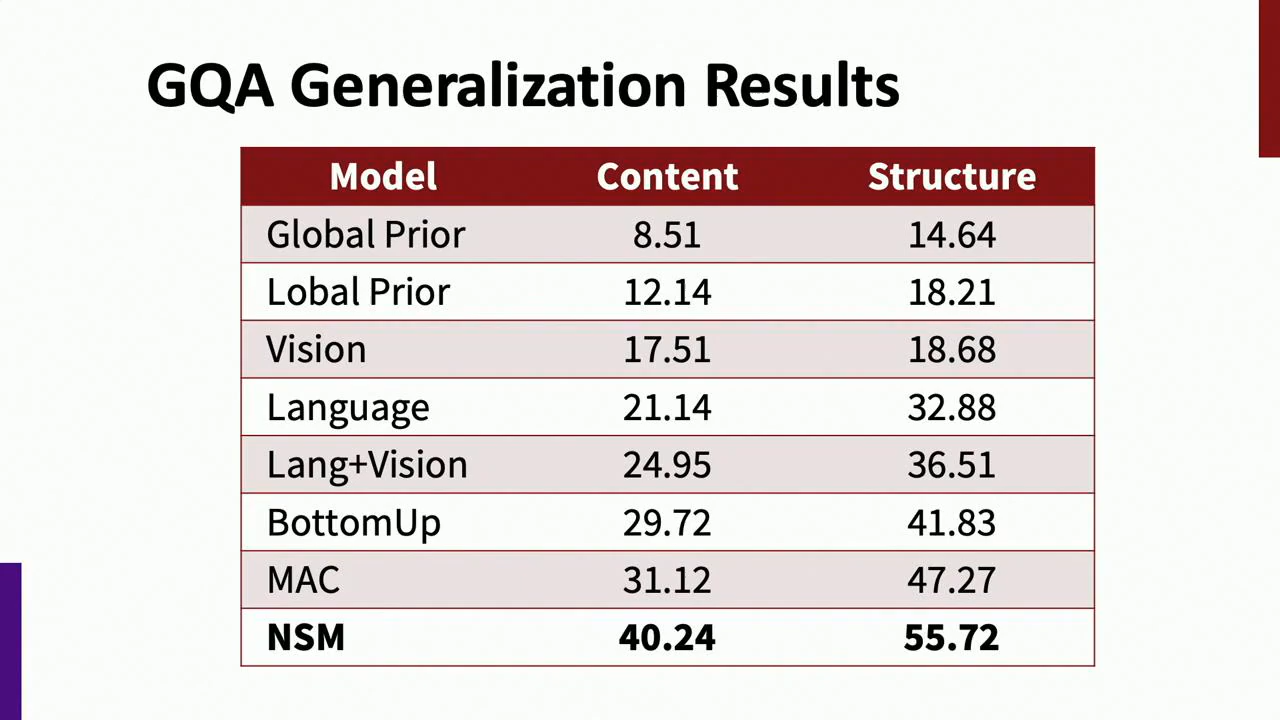 GQA Generalization Results
Model Content Structure
Global Prior 8.51 14.64
Lobal Prior 12.14 18.21
Vision 17.51 18.68
Language 21.14 32.88
Lang+Vision 24.95 36.51
BottomUp 29.72 41.83
MAC 31.12 47.27
NSM 40.24 55.72